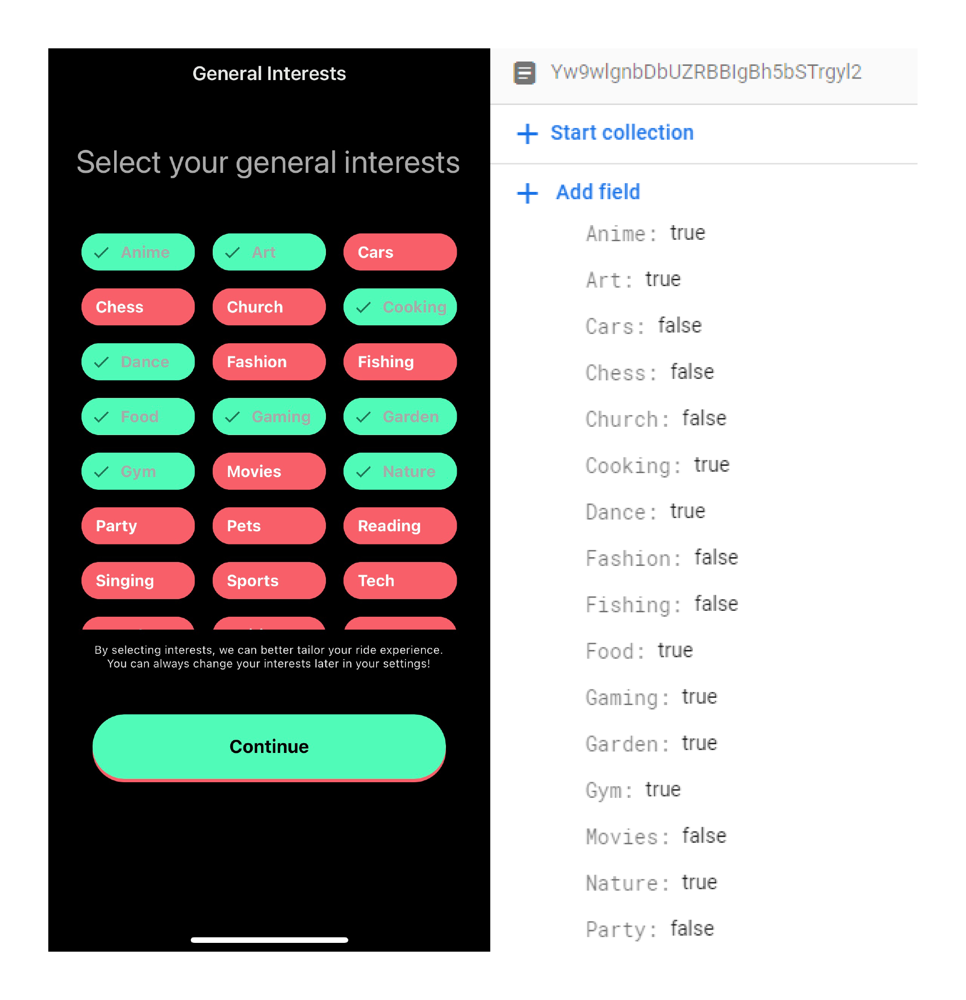 General Interests
Select your general interests
Anime Art Cars
Chess Church Cooking
Dance Fashion Fishing
Food Gaming Garden
Gym Movies Nature
Party Pets Reading
Singing Sports Tech
By selecting interests, we can better tailor your ride experience.
You can always change your interests later in your settings!
Continue
Yw9wlgnbDbUZRBBIgBh5bSTrgyl2
+ Start collection
+ Add field
Anime: true
Art: true
Cars: false
Chess: false
Church: false
Cooking: true
Dance: true
Fashion: false
Fishing: false
Food: true
Gaming: true
Garden: true
Gym: true
Movies: false
Nature: true
Party: false